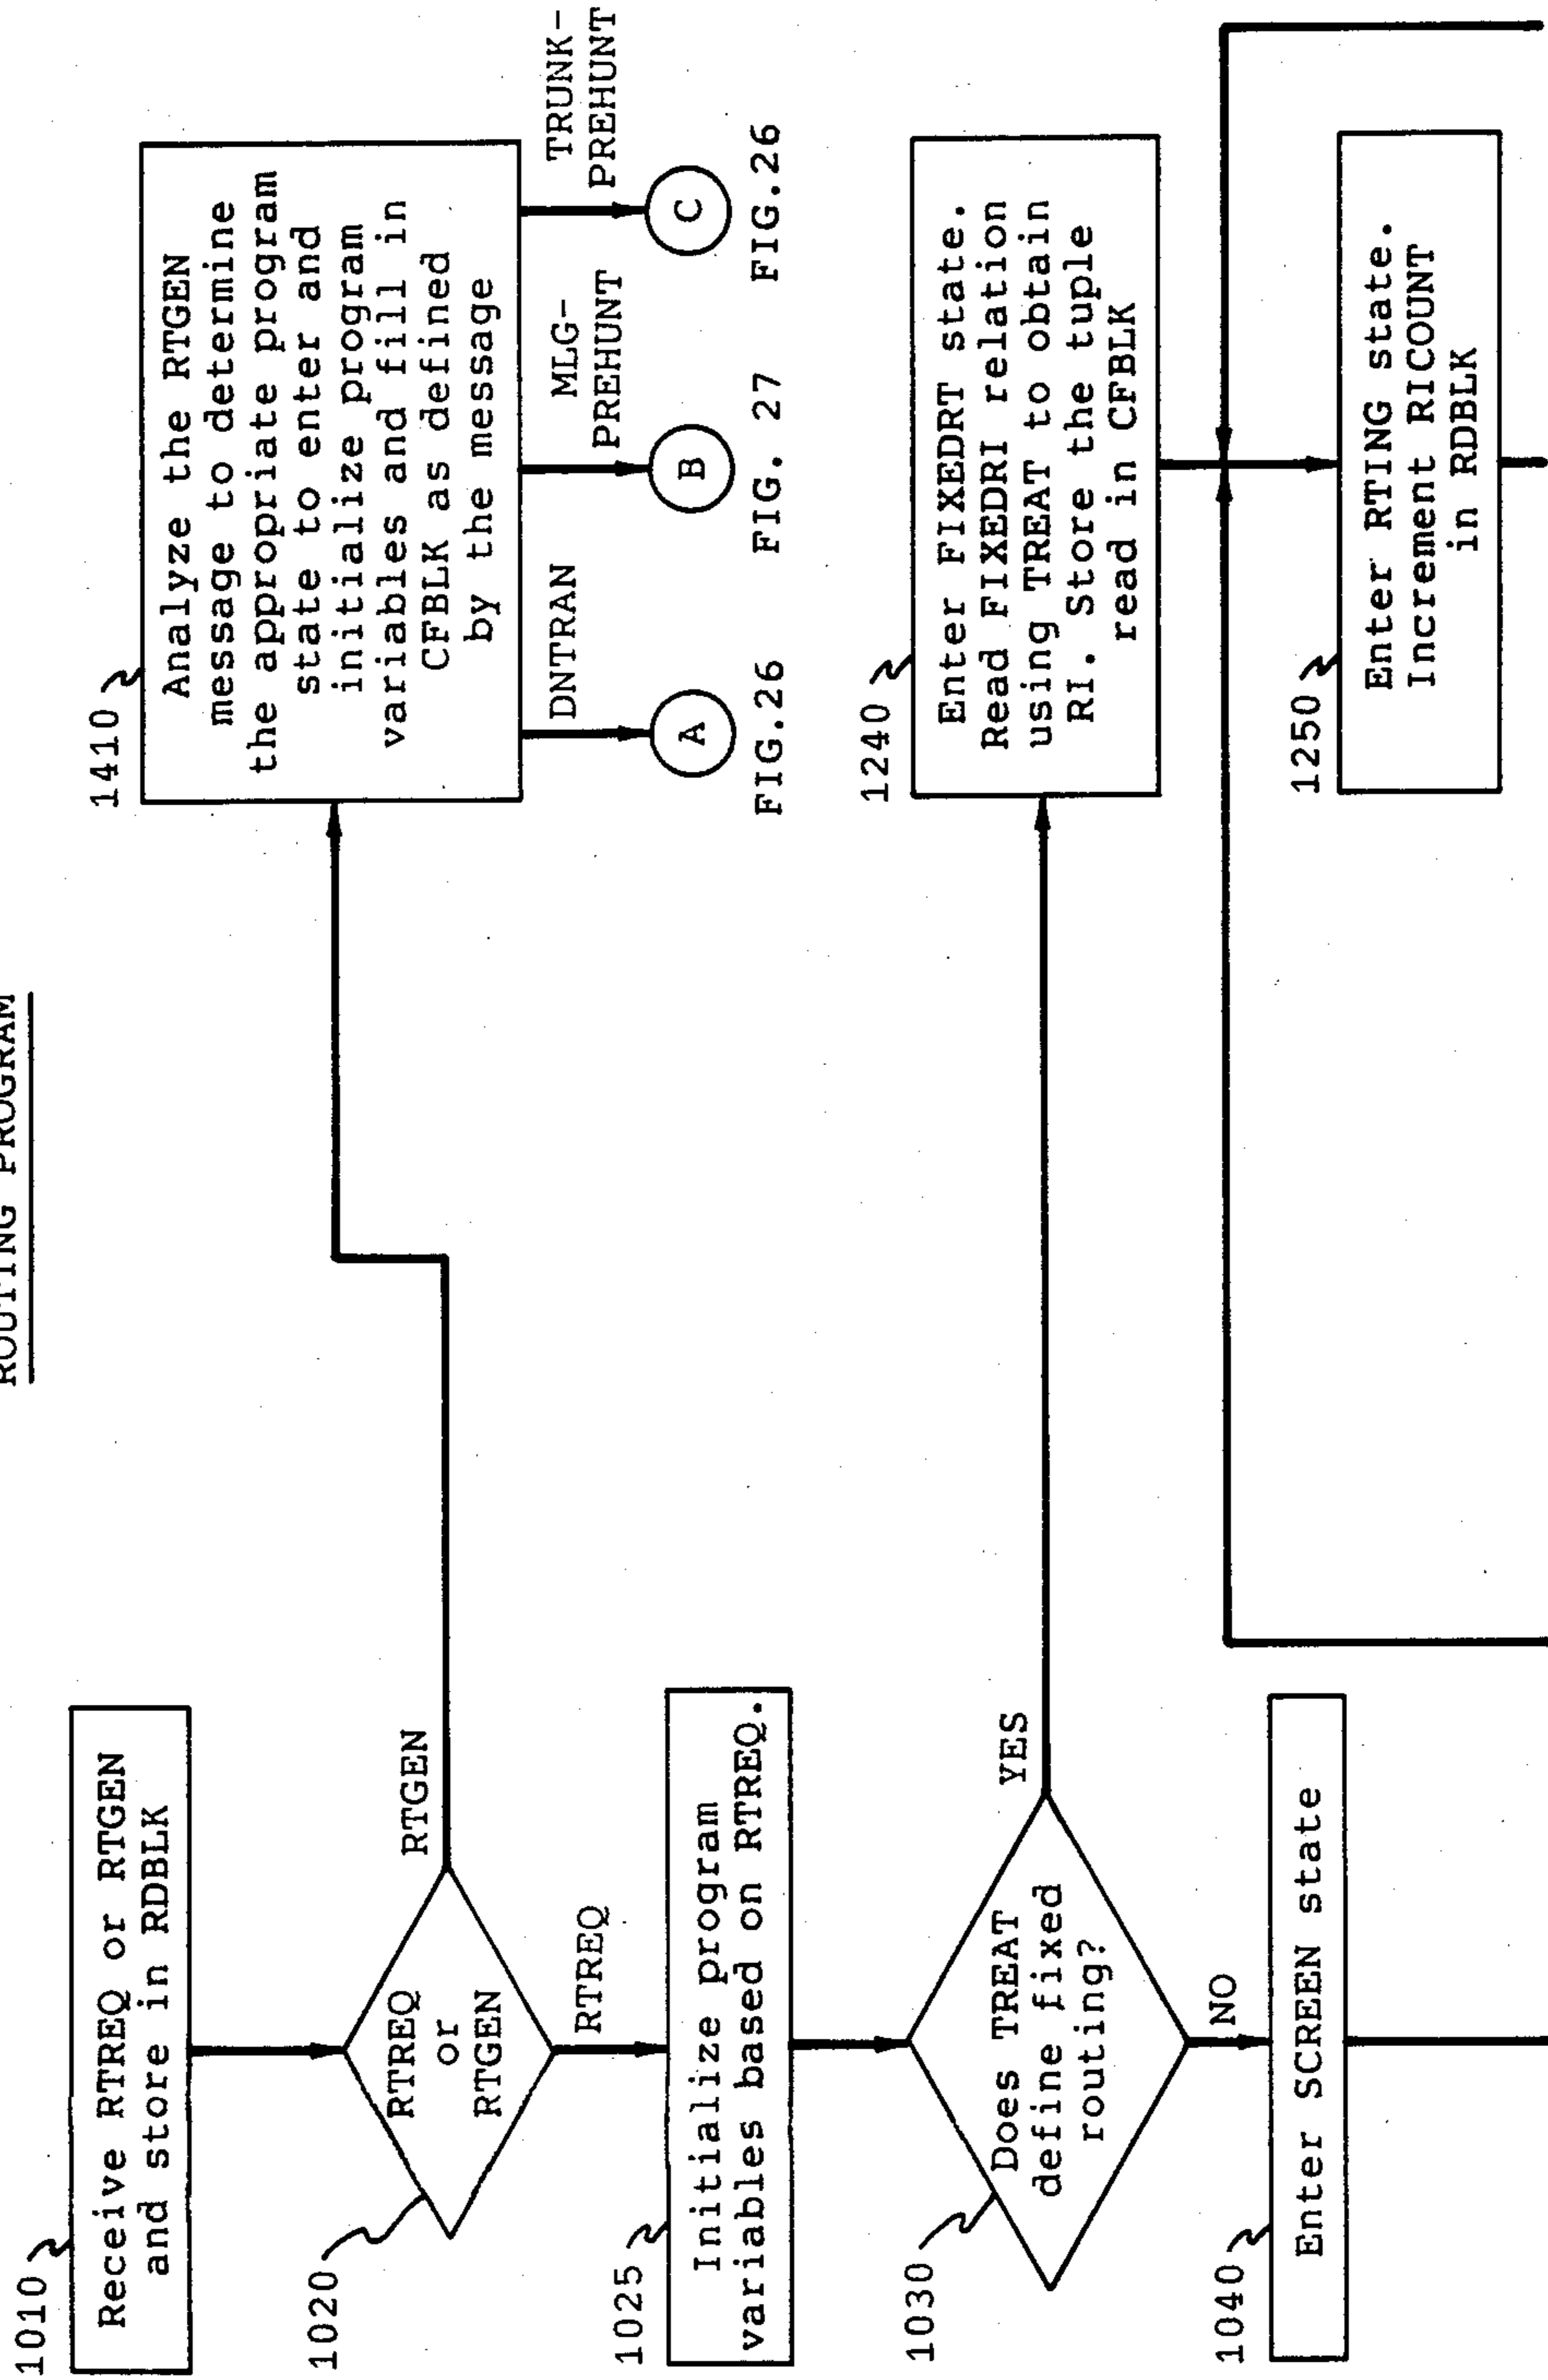 ROUTING PROGRAM
1010
Receive RTREQ or RTGEN
and store in RDBLK
1020
RTREQ
or
RTGEN
RTGEN
RTREQ
1025
Initialize program
variables based on RTREQ.
1030
Does TREAT
define fixed
routing?
YES
NO
1040
Enter SCREEN state
1410
Analyze the RTGEN
message to determine
the appropriate program
state to enter and
initialize program
variables and fill in
CFBLK as defined
by the message
DNTRAN
MLG-
PREHUNT
TRUNK-
PREHUNT
A
B
C
FIG.26
FIG. 27
FIG.26
1240
Enter FIXEDRT state.
Read FIXEDRI relation
using TREAT to obtain
RI. Store the tuple
read in CFBLK
1250
Enter RTING state.
Increment RICOUNT
in RDBLK